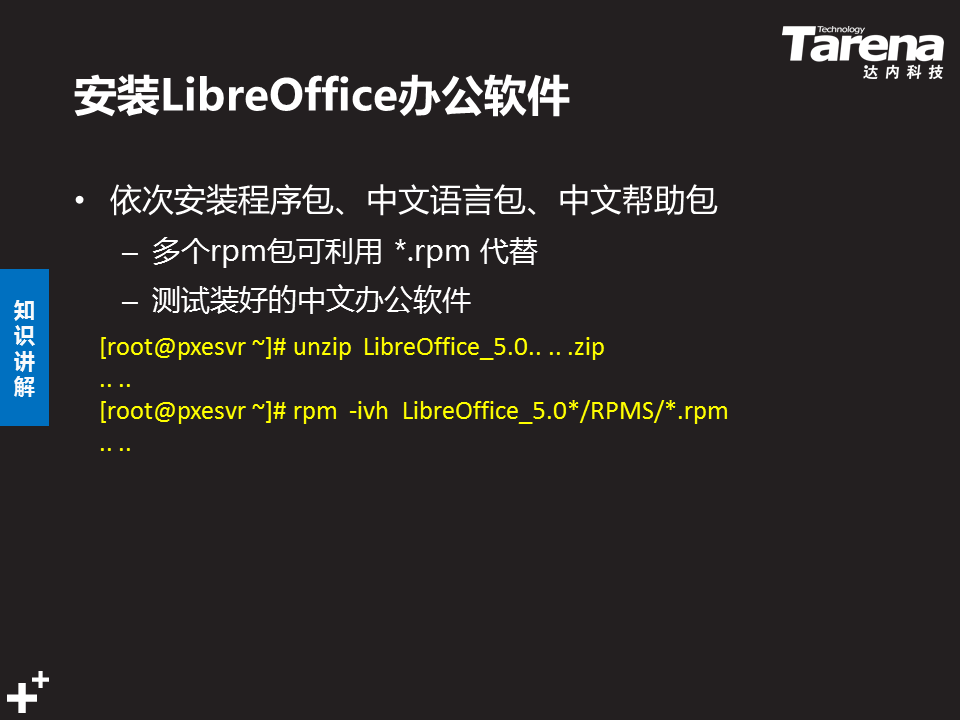 Technology
Tarena
达内科技
安装LibreOffice办公软件
• 依次安装程序包、中文语言包、中文帮助包
– 多个rpm包可利用 *.rpm 代替
– 测试装好的中文办公软件
知识讲解
[root@pxesvr ~]# unzip  LibreOffice_5.0.. .. .zip
.. ..
[root@pxesvr ~]# rpm  -ivh  LibreOffice_5.0*/RPMS/*.rpm
.. ..